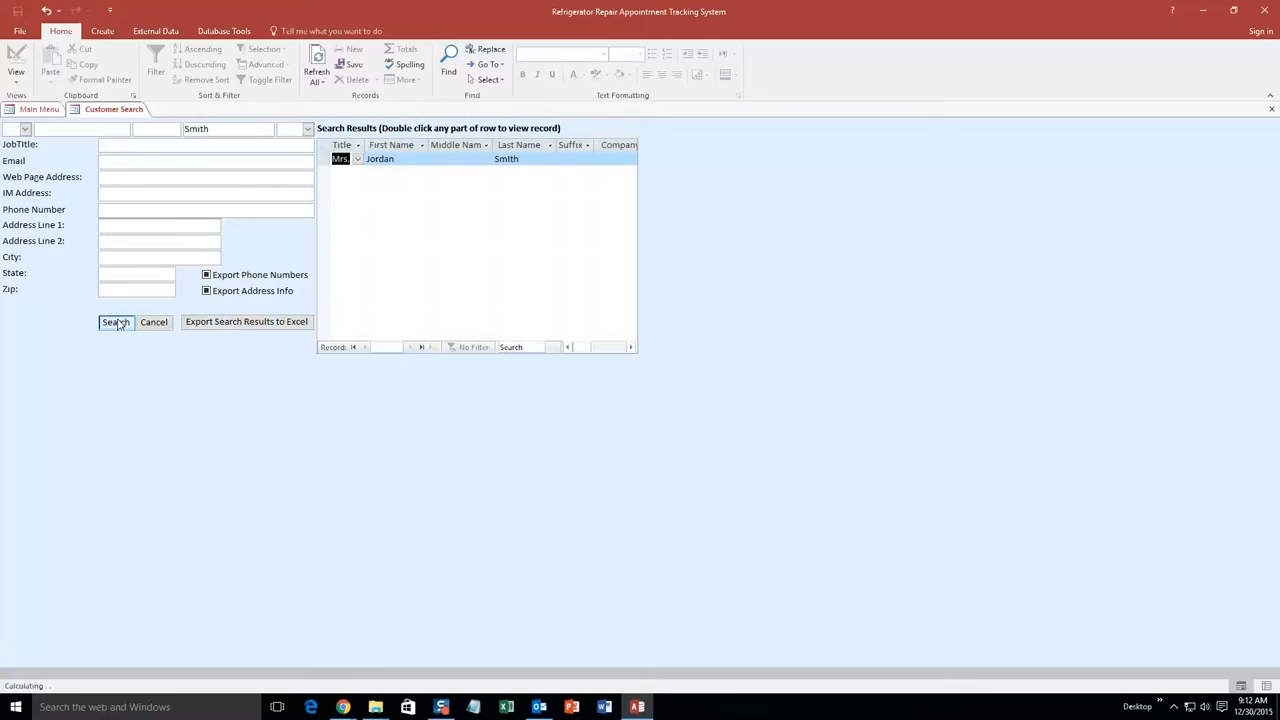 Refrigerator Repair Appointment Tracking System
?
File Home Create External Data Database Tools Tell me what you want to do Sign in
View
Views
Paste
Cut
Copy
Format Painter
Clipboard
Filter
Ascending
Descending
Remove Sort
Selection
Advanced
Toggle Filter
Sort & Filter
Refresh
All
New
Save
Delete
Totals
Spelling
More
Records
Find
Replace
Go To
Select
Find
B I U
A
Text Formatting
Main Menu Customer Search
Smith
JobTitle:
Email
Web Page Address:
IM Address:
Phone Number
Address Line 1:
Address Line 2:
City:
State:
Zip:
Export Phone Numbers
Export Address Info
Search Cancel Export Search Results to Excel
Search Results (Double click any part of row to view record)
Title First Name Middle Nam Last Name Suffix Company
Mrs. Jordan Smith
Record: No Filter Search
Calculating . .
Search the web and Windows
Desktop
9:12 AM
12/30/2015